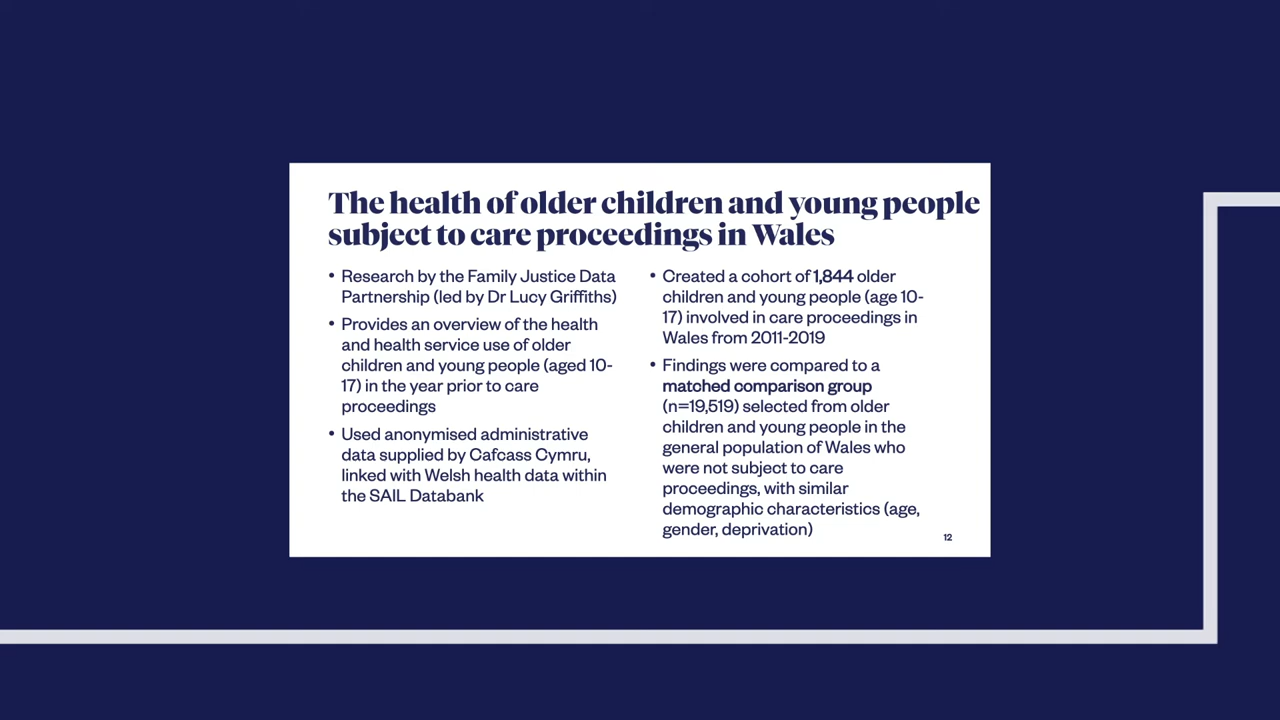 The health of older children and young people
subject to care proceedings in Wales
• Research by the Family Justice Data
Partnership (led by Dr Lucy Griffiths)
• Provides an overview of the health
and health service use of older
children and young people (aged 10-
17) in the year prior to care
proceedings
• Used anonymised administrative
data supplied by Cafcass Cymru,
linked with Welsh health data within
the SAIL Databank
• Created a cohort of 1,844 older
children and young people (age 10-
17) involved in care proceedings in
Wales from 2011-2019
• Findings were compared to a
matched comparison group
(n=19,519) selected from older
children and young people in the
general population of Wales who
were not subject to care
proceedings, with similar
demographic characteristics (age,
gender, deprivation)
12